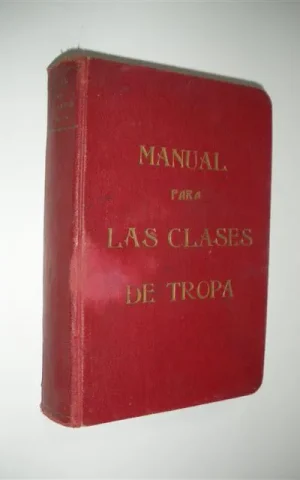 MANUAL
PARA
LAS CLASES
DE TROPA